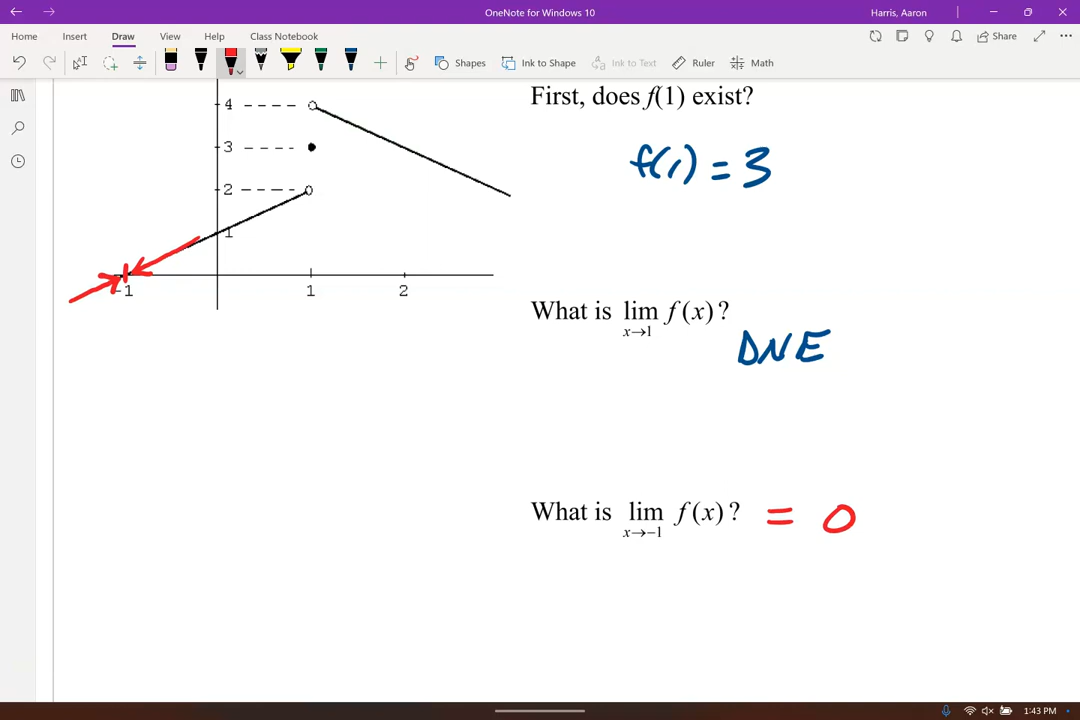 OneNote for Windows 10
Harris, Aaron
Home Insert Draw View Help Class Notebook
Share
Shapes Ink to Shape Ink to Text Ruler Math
4
3
2
1
-1 1 2
First, does f(1) exist?
f(1) = 3
What is lim f(x)?
x→1
DNE
What is lim f(x)? = 0
x→−1
1:43 PM